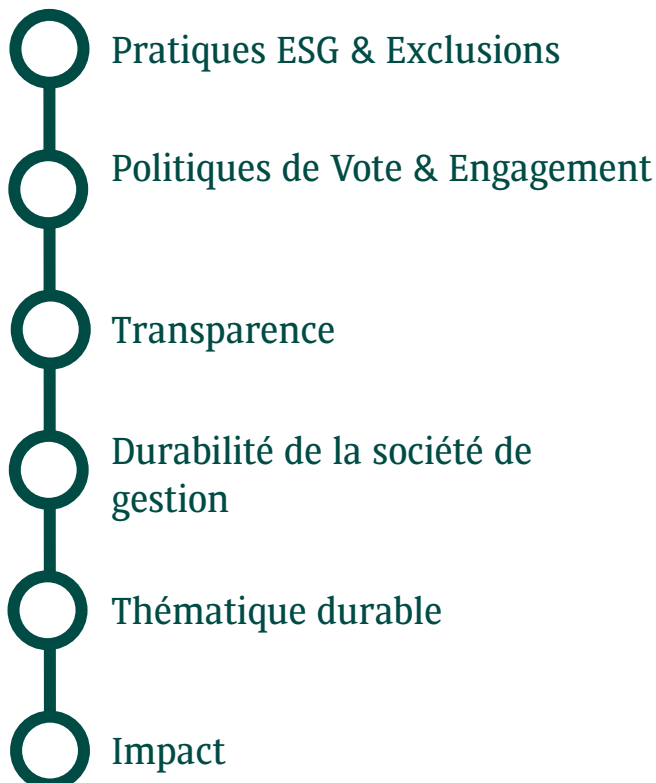 Pratiques ESG & Exclusions
Politiques de Vote & Engagement
Transparence
Durabilité de la société de
gestion
Thématique durable
Impact